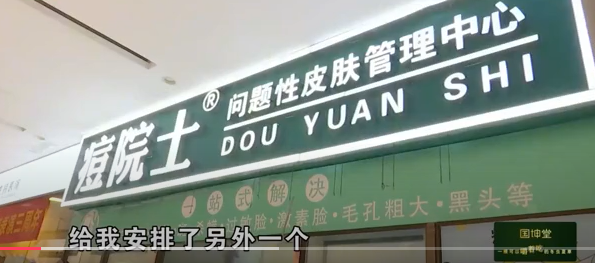 痘院士®
问题性皮肤管理中心
DOU YUAN SHI
一站式解决
过敏脸·激素脸·毛孔粗大·黑头等
给我安排了另外一个
国坤堂